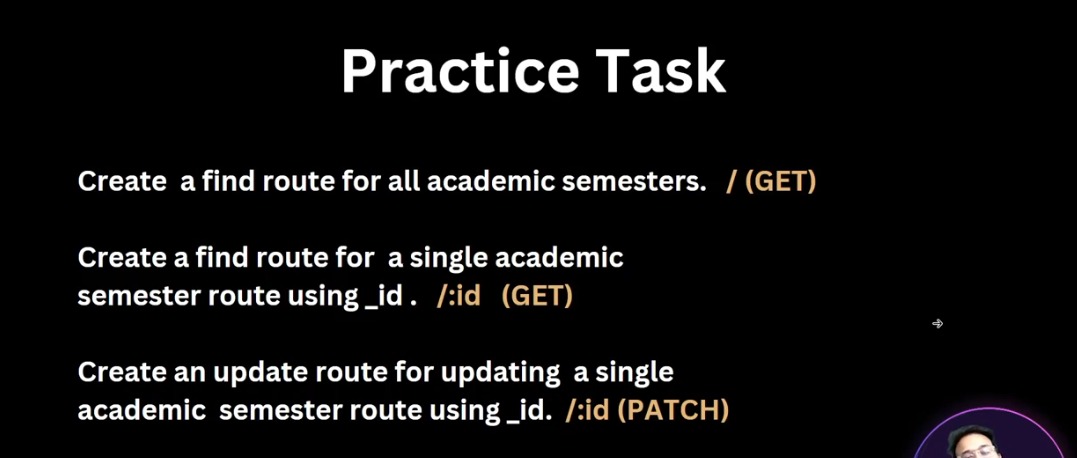 Practice Task
Create a find route for all academic semesters. / (GET)
Create a find route for a single academic
semester route using _id . /:id (GET)
Create an update route for updating a single
academic semester route using _id. /:id (PATCH)